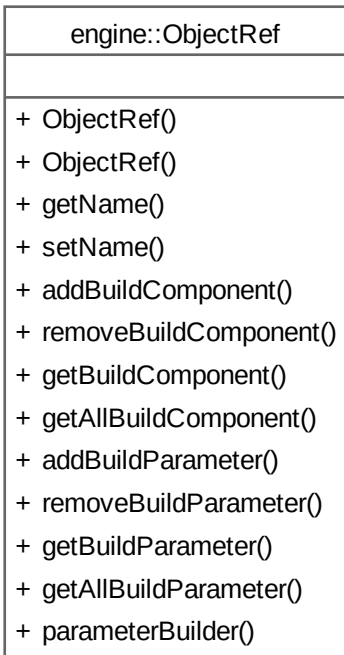 engine::ObjectRef
+ ObjectRef()
+ ObjectRef()
+ getName()
+ setName()
+ addBuildComponent()
+ removeBuildComponent()
+ getBuildComponent()
+ getAllBuildComponent()
+ addBuildParameter()
+ removeBuildParameter()
+ getBuildParameter()
+ getAllBuildParameter()
+ parameterBuilder()